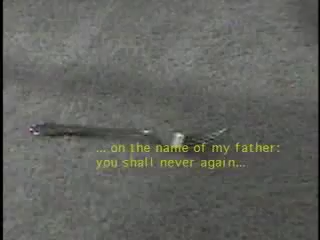 ... on the name of my father:
you shall never again...